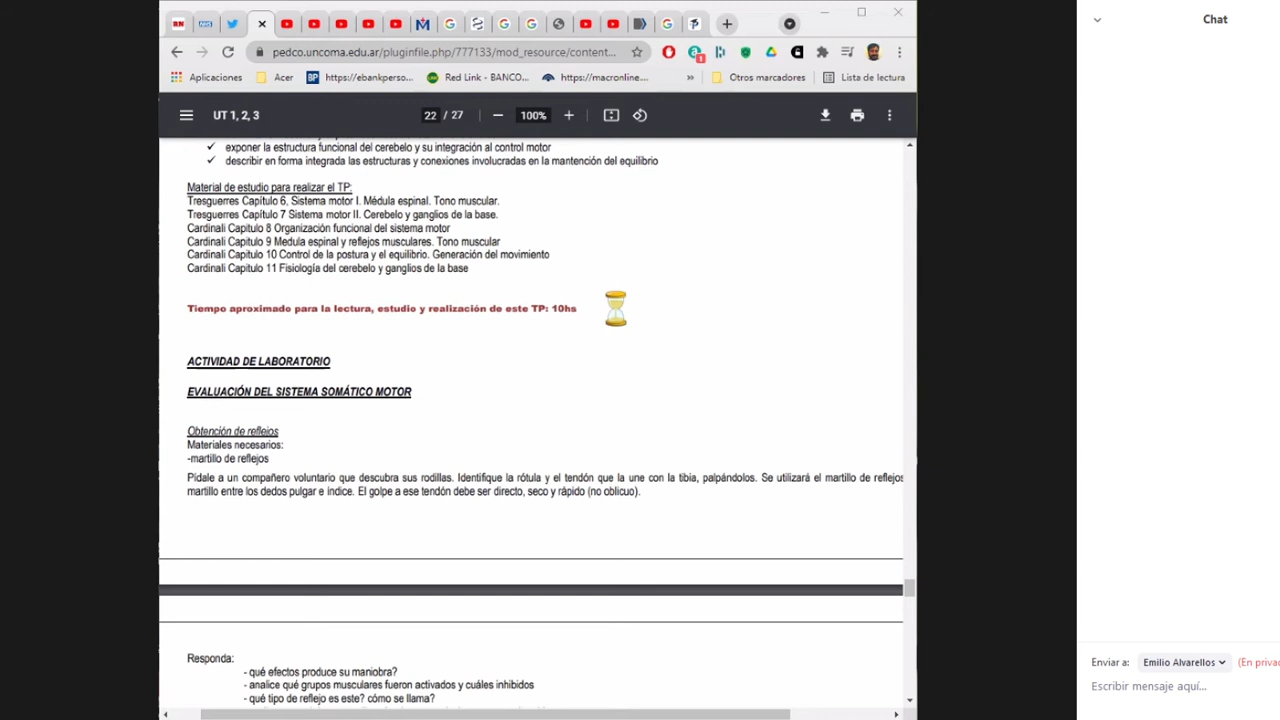 Chat
pedco.uncoma.edu.ar/pluginfile.php/777133/mod_resource/content...
Aplicaciones
Acer
BP
https://ebankperso...
Red Link - BANCO...
https://macronline...
»
Otros marcadores
Lista de lectura
UT 1, 2, 3
22 / 27
100%
✓ exponer la estructura funcional del cerebelo y su integración al control motor
✓ describir en forma integrada las estructuras y conexiones involucradas en la mantención del equilibrio
Material de estudio para realizar el TP:
Tresguerres Capítulo 6, Sistema motor I. Médula espinal. Tono muscular.
Tresguerres Capítulo 7 Sistema motor II. Cerebelo y ganglios de la base.
Cardinali Capitulo 8 Organización funcional del sistema motor
Cardinali Capitulo 9 Medula espinal y reflejos musculares. Tono muscular
Cardinali Capitulo 10 Control de la postura y el equilibrio. Generación del movimiento
Cardinali Capitulo 11 Fisiología del cerebelo y ganglios de la base
Tiempo aproximado para la lectura, estudio y realización de este TP: 10hs
ACTIVIDAD DE LABORATORIO
EVALUACIÓN DEL SISTEMA SOMÁTICO MOTOR
Obtención de reflejos
Materiales necesarios:
-martillo de reflejos
Pídale a un compañero voluntario que descubra sus rodillas. Identifique la rótula y el tendón que la une con la tibia, palpándolos. Se utilizará el martillo de reflejos
martillo entre los dedos pulgar e índice. El golpe a ese tendón debe ser directo, seco y rápido (no oblicuo).
Responda:
- qué efectos produce su maniobra?
- analice qué grupos musculares fueron activados y cuáles inhibidos
- qué tipo de reflejo es este? cómo se llama?
Enviar a: Emilio Alvarellos (En priva
Escribir mensaje aquí...